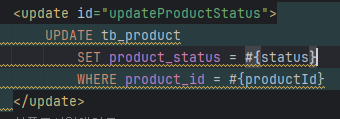 <update id="updateProductStatus">
UPDATE tb_product
SET product_status = #{status}
WHERE product_id = #{productId}
</update>